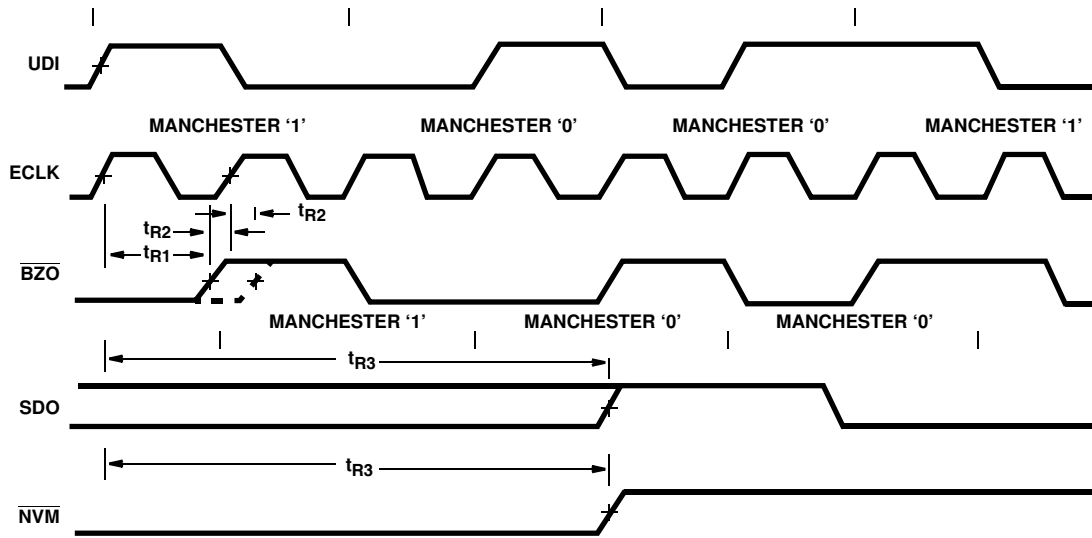 UDI
MANCHESTER ‘1’ MANCHESTER ‘0’ MANCHESTER ‘0’ MANCHESTER ‘1’
ECLK
tR2
tR2
tR1
BZO
MANCHESTER ‘1’ MANCHESTER ‘0’ MANCHESTER ‘0’
tR3
SDO
tR3
NVM